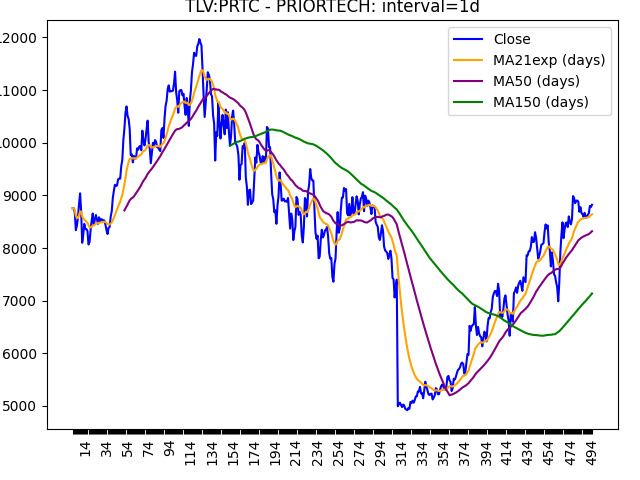 TLV:PRTC - PRIORTECH: interval=1d
Close
MA21exp (days)
MA50 (days)
MA150 (days)
12000
11000
10000
9000
8000
7000
6000
5000
14 34 54 74 94 114 134 154 174 194 214 234 254 274 294 314 334 354 374 394 414 434 454 474 494